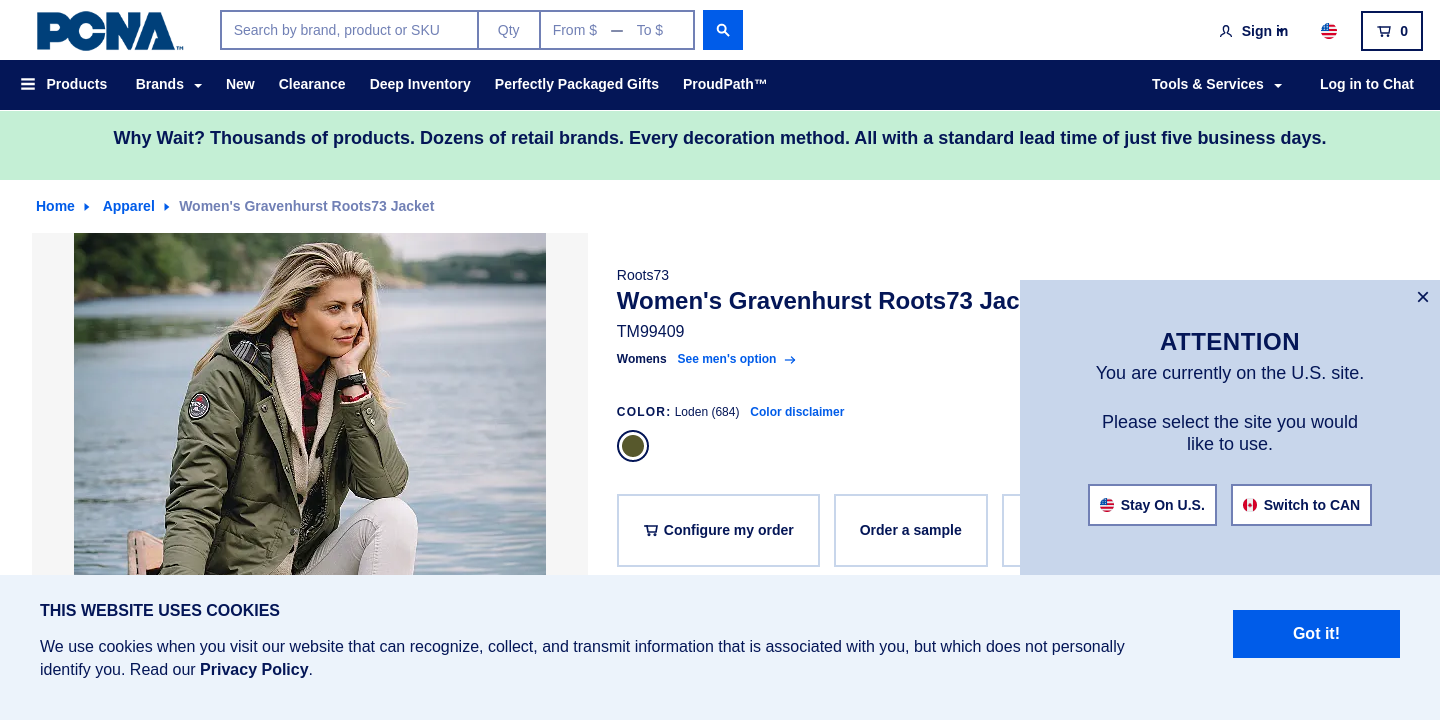 PCNA™
Search by brand, product or SKU
Qty
From $ — To $
Sign in
0
Products
Brands
New
Clearance
Deep Inventory
Perfectly Packaged Gifts
ProudPath™
Tools & Services
Log in to Chat
Why Wait? Thousands of products. Dozens of retail brands. Every decoration method. All with a standard lead time of just five business days.
Home
Apparel
Women's Gravenhurst Roots73 Jacket
Roots73
Women's Gravenhurst Roots73 Jac
TM99409
Womens See men's option
COLOR: Loden (684) Color disclaimer
Configure my order
Order a sample
×
ATTENTION
You are currently on the U.S. site.
Please select the site you would
like to use.
Stay On U.S.
Switch to CAN
THIS WEBSITE USES COOKIES
We use cookies when you visit our website that can recognize, collect, and transmit information that is associated with you, but which does not personally
identify you. Read our Privacy Policy.
Got it!